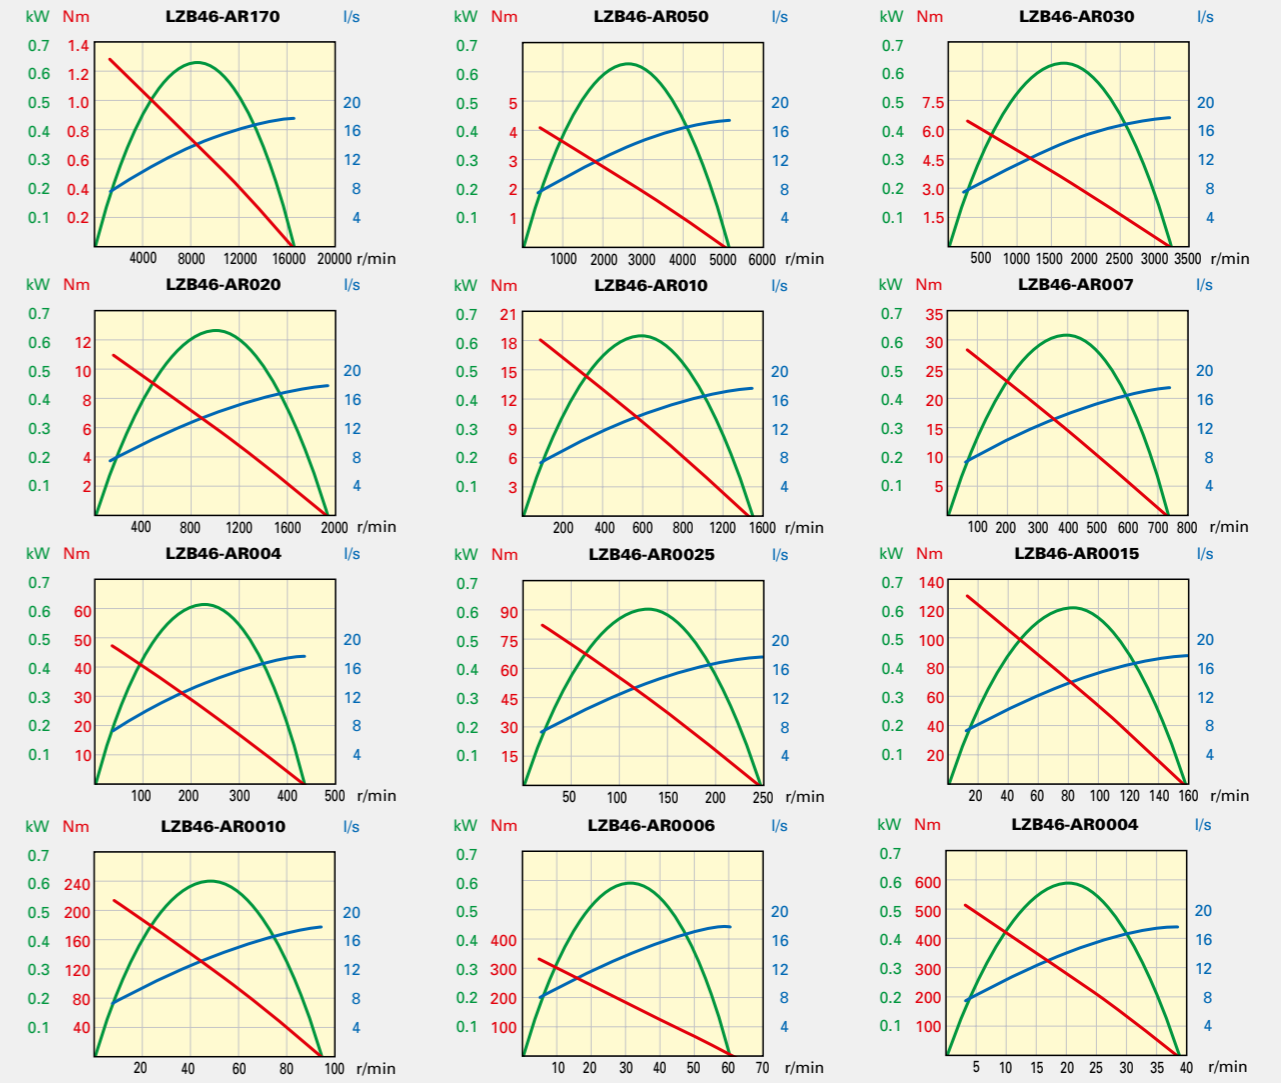 kW Nm LZB46-AR170 l/s
0.7 1.4
0.6 1.2
0.5 1.0 20
0.4 0.8 16
0.3 0.6 12
0.2 0.4 8
0.1 0.2 4
4000 8000 12000 16000 20000 r/min
kW Nm LZB46-AR050 l/s
0.7
0.6
0.5 5 20
0.4 4 16
0.3 3 12
0.2 2 8
0.1 1 4
1000 2000 3000 4000 5000 6000 r/min
kW Nm LZB46-AR030 l/s
0.7
0.6
0.5 7.5 20
0.4 6.0 16
0.3 4.5 12
0.2 3.0 8
0.1 1.5 4
500 1000 1500 2000 2500 3000 3500 r/min
kW Nm LZB46-AR020 l/s
0.7
0.6 12
0.5 10 20
0.4 8 16
0.3 6 12
0.2 4 8
0.1 2 4
400 800 1200 1600 2000 r/min
kW Nm LZB46-AR010 l/s
0.7 21
0.6 18
0.5 15 20
0.4 12 16
0.3 9 12
0.2 6 8
0.1 3 4
200 400 600 800 1200 1600 r/min
kW Nm LZB46-AR007 l/s
0.7 35
0.6 30
0.5 25 20
0.4 20 16
0.3 15 12
0.2 10 8
0.1 5 4
100 200 300 400 500 600 700 800 r/min
kW Nm LZB46-AR004 l/s
0.7
0.6 60
0.5 50 20
0.4 40 16
0.3 30 12
0.2 20 8
0.1 10 4
100 200 300 400 500 r/min
kW Nm LZB46-AR0025 l/s
0.7
0.6 90
0.5 75 20
0.4 60 16
0.3 45 12
0.2 30 8
0.1 15 4
50 100 150 200 250 r/min
kW Nm LZB46-AR0015 l/s
0.7 140
0.6 120
0.5 100 20
0.4 80 16
0.3 60 12
0.2 40 8
0.1 20 4
20 40 60 80 100 120 140 160 r/min
kW Nm LZB46-AR0010 l/s
0.7
0.6 240
0.5 200 20
0.4 160 16
0.3 120 12
0.2 80 8
0.1 40 4
20 40 60 80 100 r/min
kW Nm LZB46-AR0006 l/s
0.7
0.6
0.5 20
0.4 400 16
0.3 300 12
0.2 200 8
0.1 100 4
10 20 30 40 50 60 70 r/min
kW Nm LZB46-AR0004 l/s
0.7
0.6 600
0.5 500 20
0.4 400 16
0.3 300 12
0.2 200 8
0.1 100 4
5 10 15 20 25 30 35 40 r/min